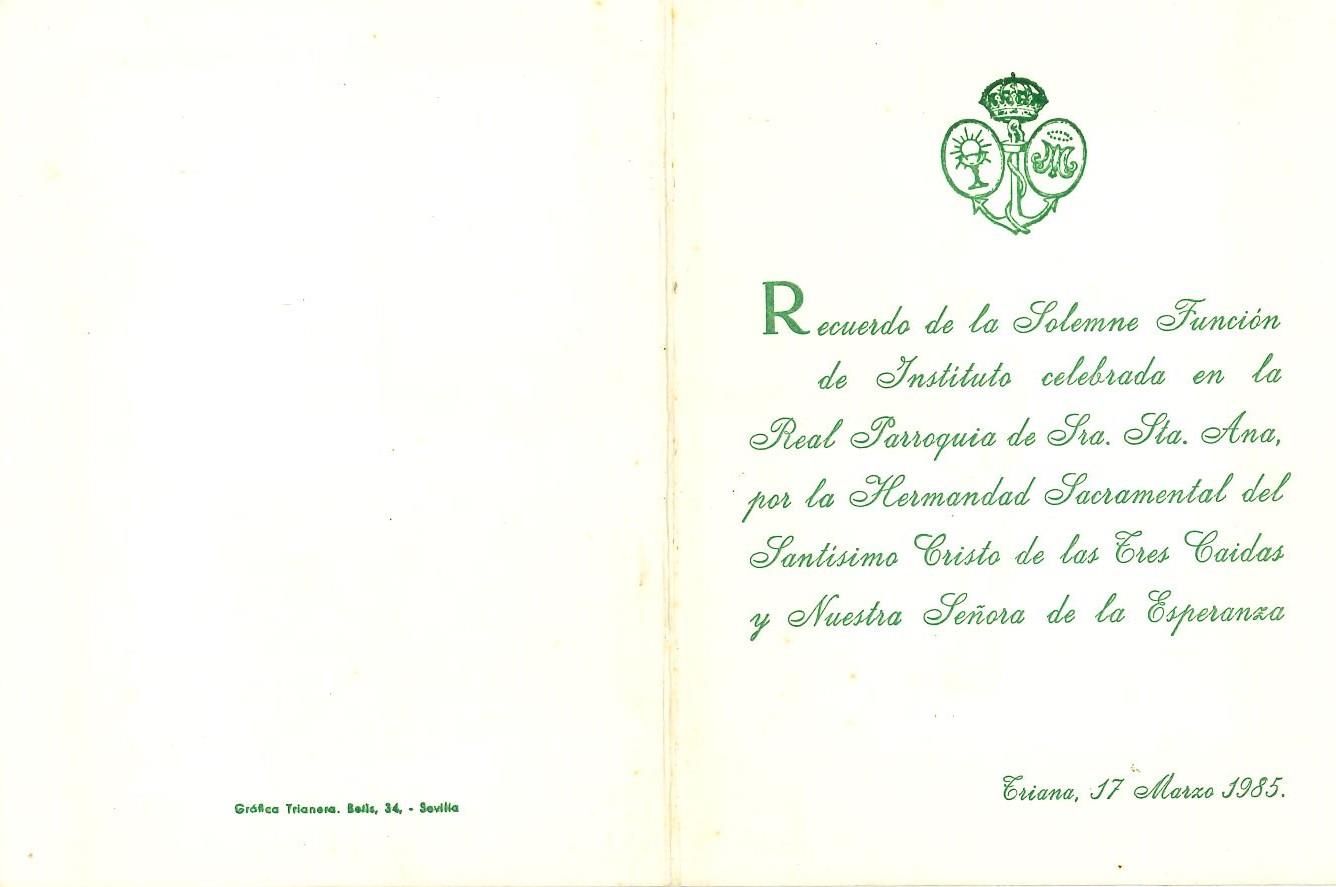 Gráfica Trianera. Betis, 34, - Sevilla
M
Recuerdo de la Solemne Función
de Instituto celebrada en la
Real Parroquia de Sra. Sta. Ana,
por la Hermandad Sacramental del
Santísimo Cristo de las Tres Caidas
y Nuestra Señora de la Esperanza
Triana, 17 Marzo 1985.